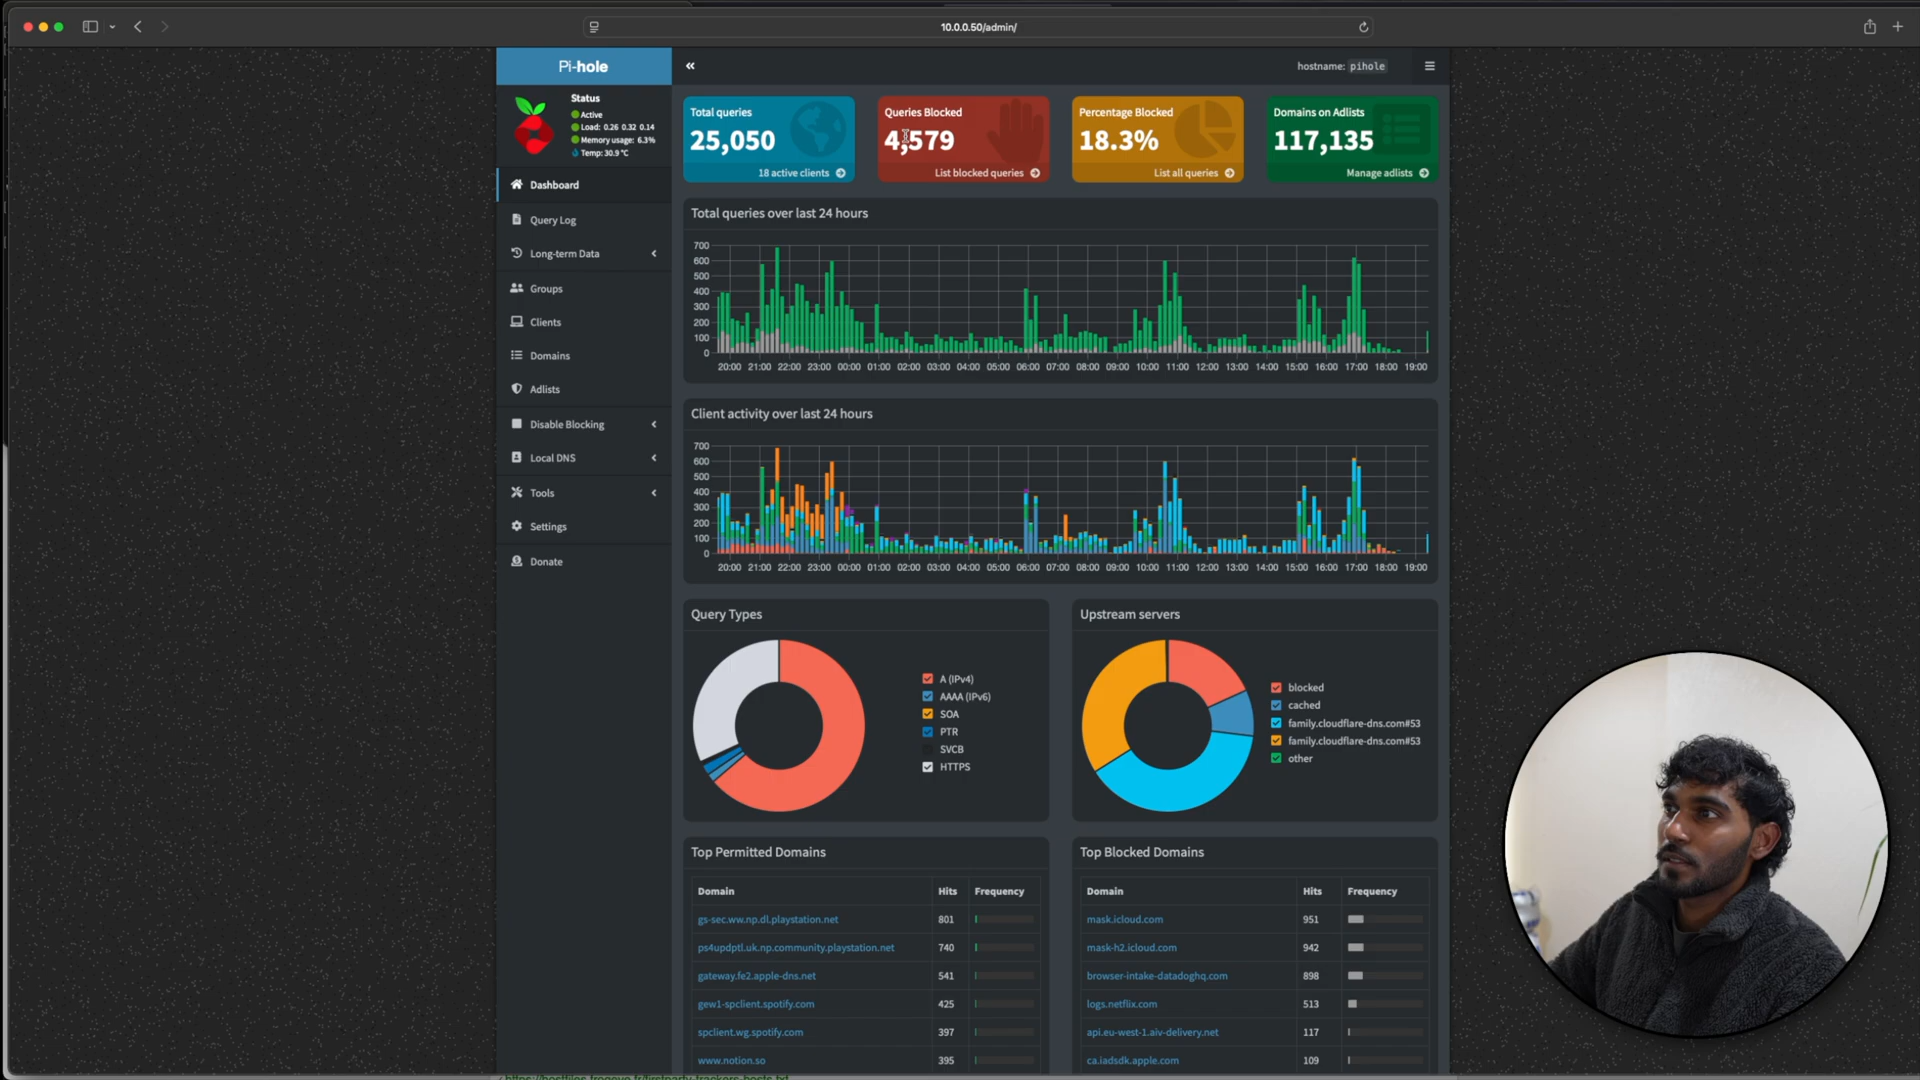 10.0.0.50/admin/
Pi-hole
hostname: pihole
Status
Active
Load: 0.26 0.32 0.14
Memory usage: 6.3%
Temp: 30.9 °C
Total queries
25,050
18 active clients
Queries Blocked
4,579
List blocked queries
Percentage Blocked
18.3%
List all queries
Domains on Adlists
117,135
Manage adlists
Dashboard
Query Log
Long-term Data
Groups
Clients
Domains
Adlists
Disable Blocking
Local DNS
Tools
Settings
Donate
Total queries over last 24 hours
700
600
500
400
300
200
100
0
20:00 21:00 22:00 23:00 00:00 01:00 02:00 03:00 04:00 05:00 06:00 07:00 08:00 09:00 10:00 11:00 12:00 13:00 14:00 15:00 16:00 17:00 18:00 19:00
Client activity over last 24 hours
700
600
500
400
300
200
100
0
20:00 21:00 22:00 23:00 00:00 01:00 02:00 03:00 04:00 05:00 06:00 07:00 08:00 09:00 10:00 11:00 12:00 13:00 14:00 15:00 16:00 17:00 18:00 19:00
Query Types
A (IPv4)
AAAA (IPv6)
SOA
PTR
SVCB
HTTPS
Upstream servers
blocked
cached
family.cloudflare-dns.com#53
family.cloudflare-dns.com#53
other
Top Permitted Domains
Domain Hits Frequency
gs-sec.ww.np.dl.playstation.net 801
ps4updptl.uk.np.community.playstation.net 740
gateway.fe2.apple-dns.net 541
gew1-spclient.spotify.com 425
spclient.wg.spotify.com 397
www.notion.so 395
Top Blocked Domains
Domain Hits Frequency
mask.icloud.com 951
mask-h2.icloud.com 942
browser-intake-datadoghq.com 898
logs.netflix.com 513
api.eu-west-1.aiv-delivery.net 117
ca.iadsdk.apple.com 109